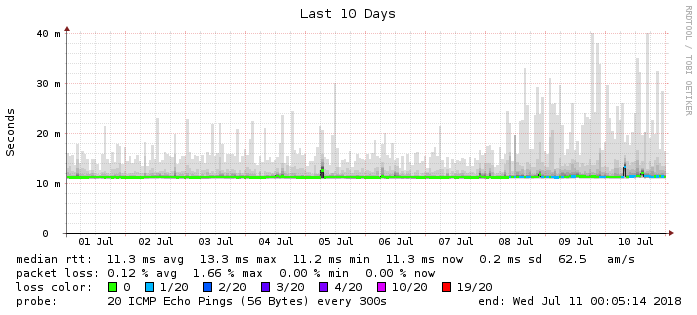 Last 10 Days
RRDTOOL / TOBI OETIKER
Seconds
40 m
30 m
20 m
10 m
0
01 Jul 02 Jul 03 Jul 04 Jul 05 Jul 06 Jul 07 Jul 08 Jul 09 Jul 10 Jul
median rtt: 11.3 ms avg 13.3 ms max 11.2 ms min 11.3 ms now 0.2 ms sd 62.5 am/s
packet loss: 0.12 % avg 1.66 % max 0.00 % min 0.00 % now
loss color: 0 1/20 2/20 3/20 4/20 10/20 19/20
probe: 20 ICMP Echo Pings (56 Bytes) every 300s end: Wed Jul 11 00:05:14 2018